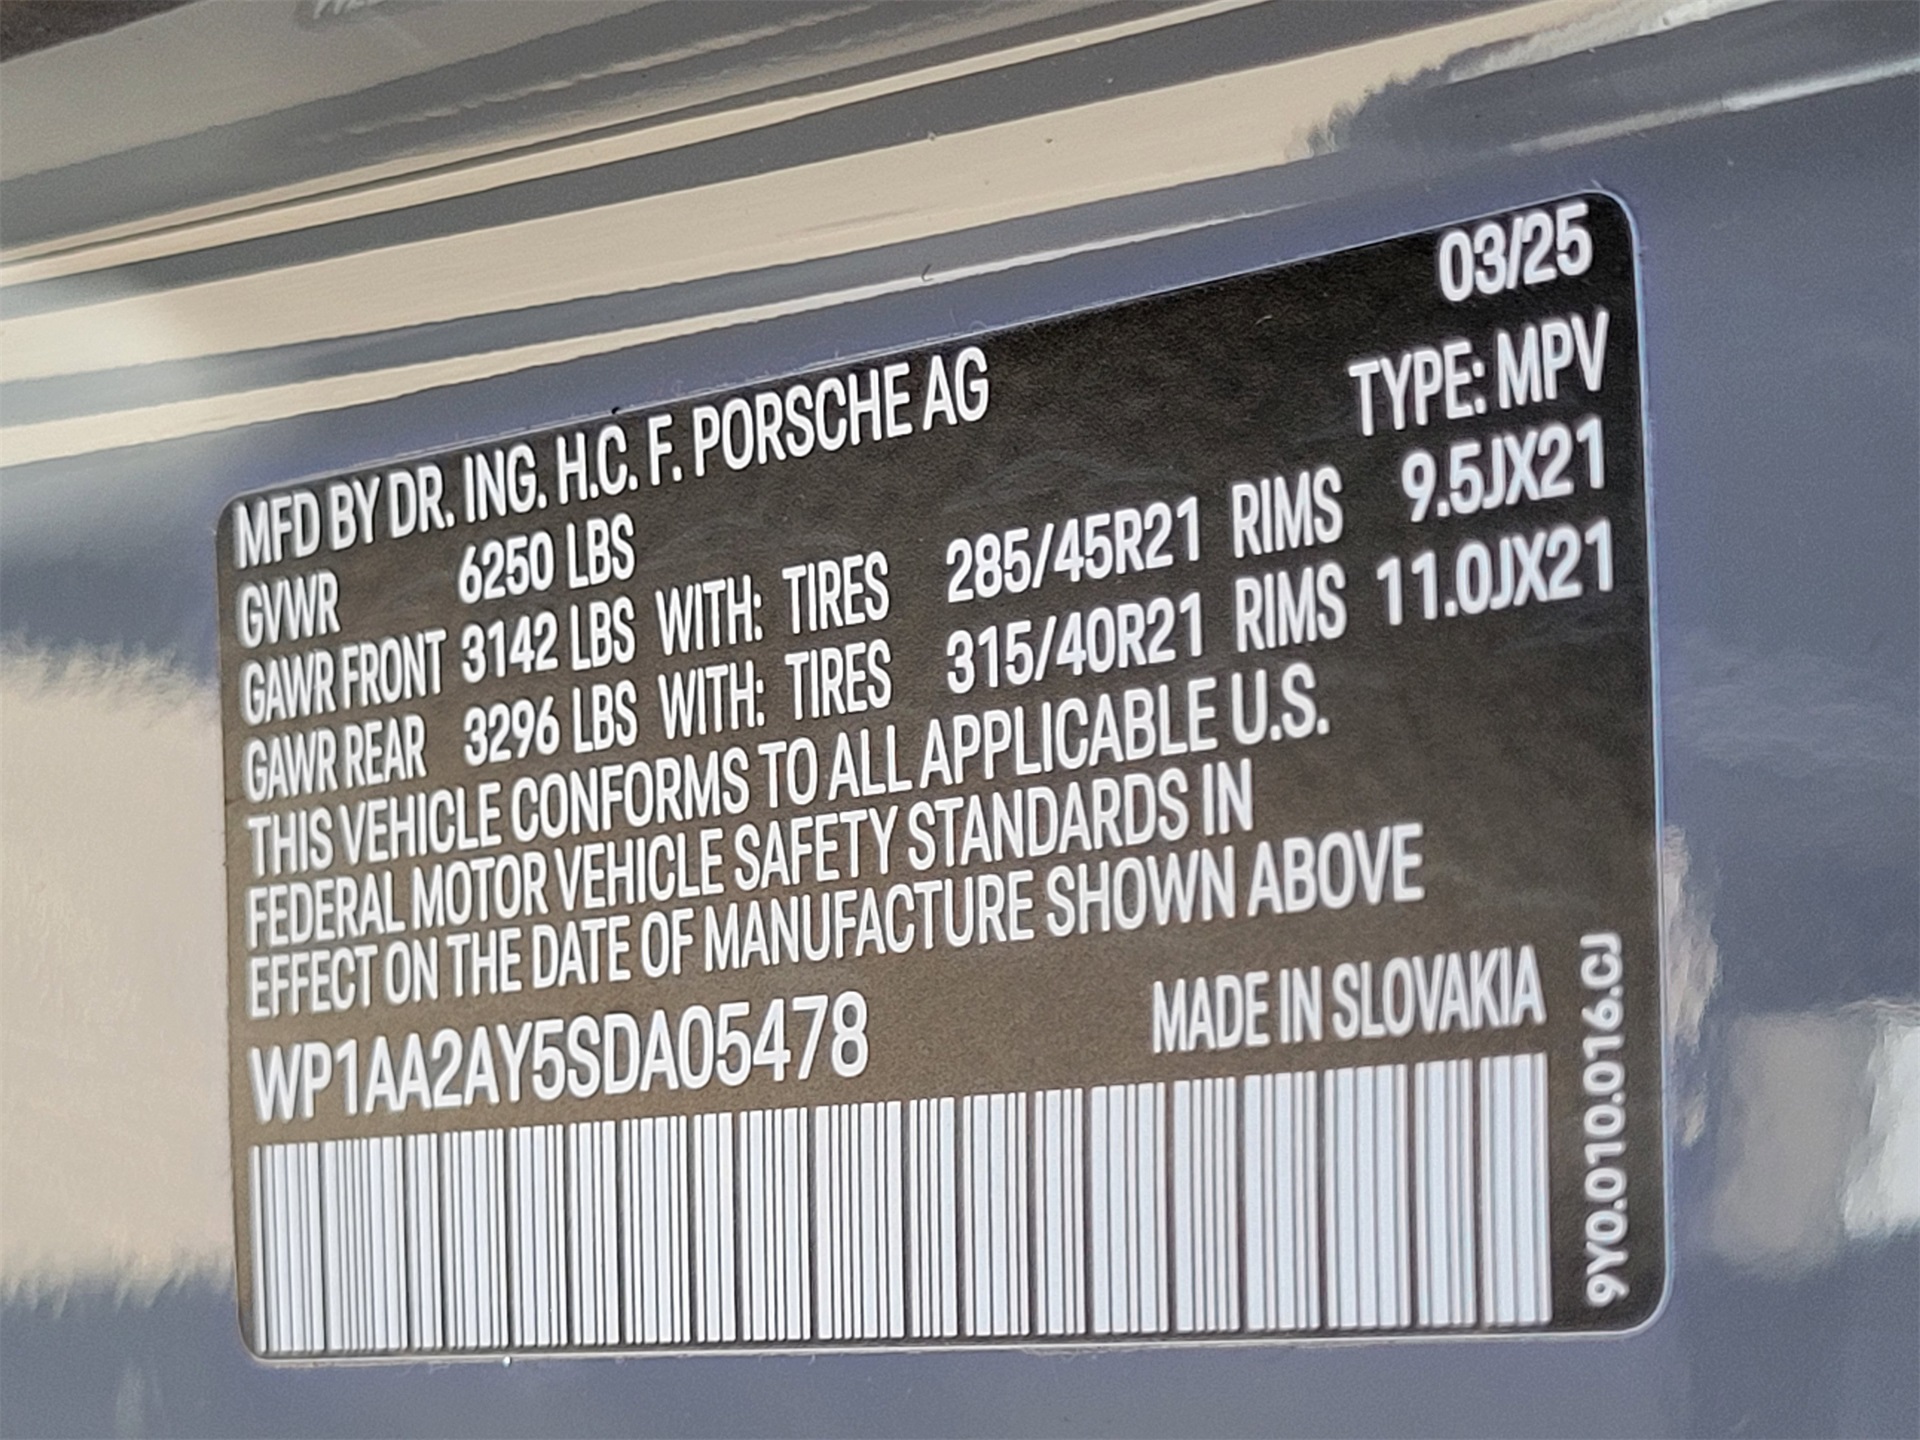 03/25
MFD BY DR. ING. H.C. F. PORSCHE AG TYPE: MPV
GVWR 6250 LBS
GAWR FRONT 3142 LBS WITH: TIRES 285/45R21 RIMS 9.5JX21
GAWR REAR 3296 LBS WITH: TIRES 315/40R21 RIMS 11.0JX21
THIS VEHICLE CONFORMS TO ALL APPLICABLE U.S.
FEDERAL MOTOR VEHICLE SAFETY STANDARDS IN
EFFECT ON THE DATE OF MANUFACTURE SHOWN ABOVE
WP1AA2AY5SDA05478 MADE IN SLOVAKIA
9Y0.010.016.CJ